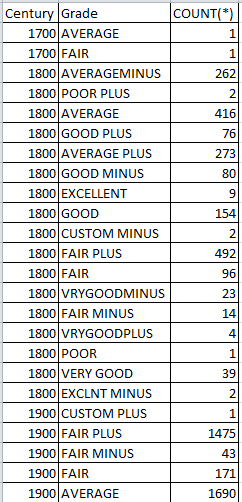 Century Grade COUNT(*)
1700 AVERAGE 1
1700 FAIR 1
1800 AVERAGEMINUS 262
1800 POOR PLUS 2
1800 AVERAGE 416
1800 GOOD PLUS 76
1800 AVERAGE PLUS 273
1800 GOOD MINUS 80
1800 EXCELLENT 9
1800 GOOD 154
1800 CUSTOM MINUS 2
1800 FAIR PLUS 492
1800 FAIR 96
1800 VRYGOODMINUS 23
1800 FAIR MINUS 14
1800 VRYGOODPLUS 4
1800 POOR 1
1800 VERY GOOD 39
1800 EXCLNT MINUS 2
1900 CUSTOM PLUS 1
1900 FAIR PLUS 1475
1900 FAIR MINUS 43
1900 FAIR 171
1900 AVERAGE 1690